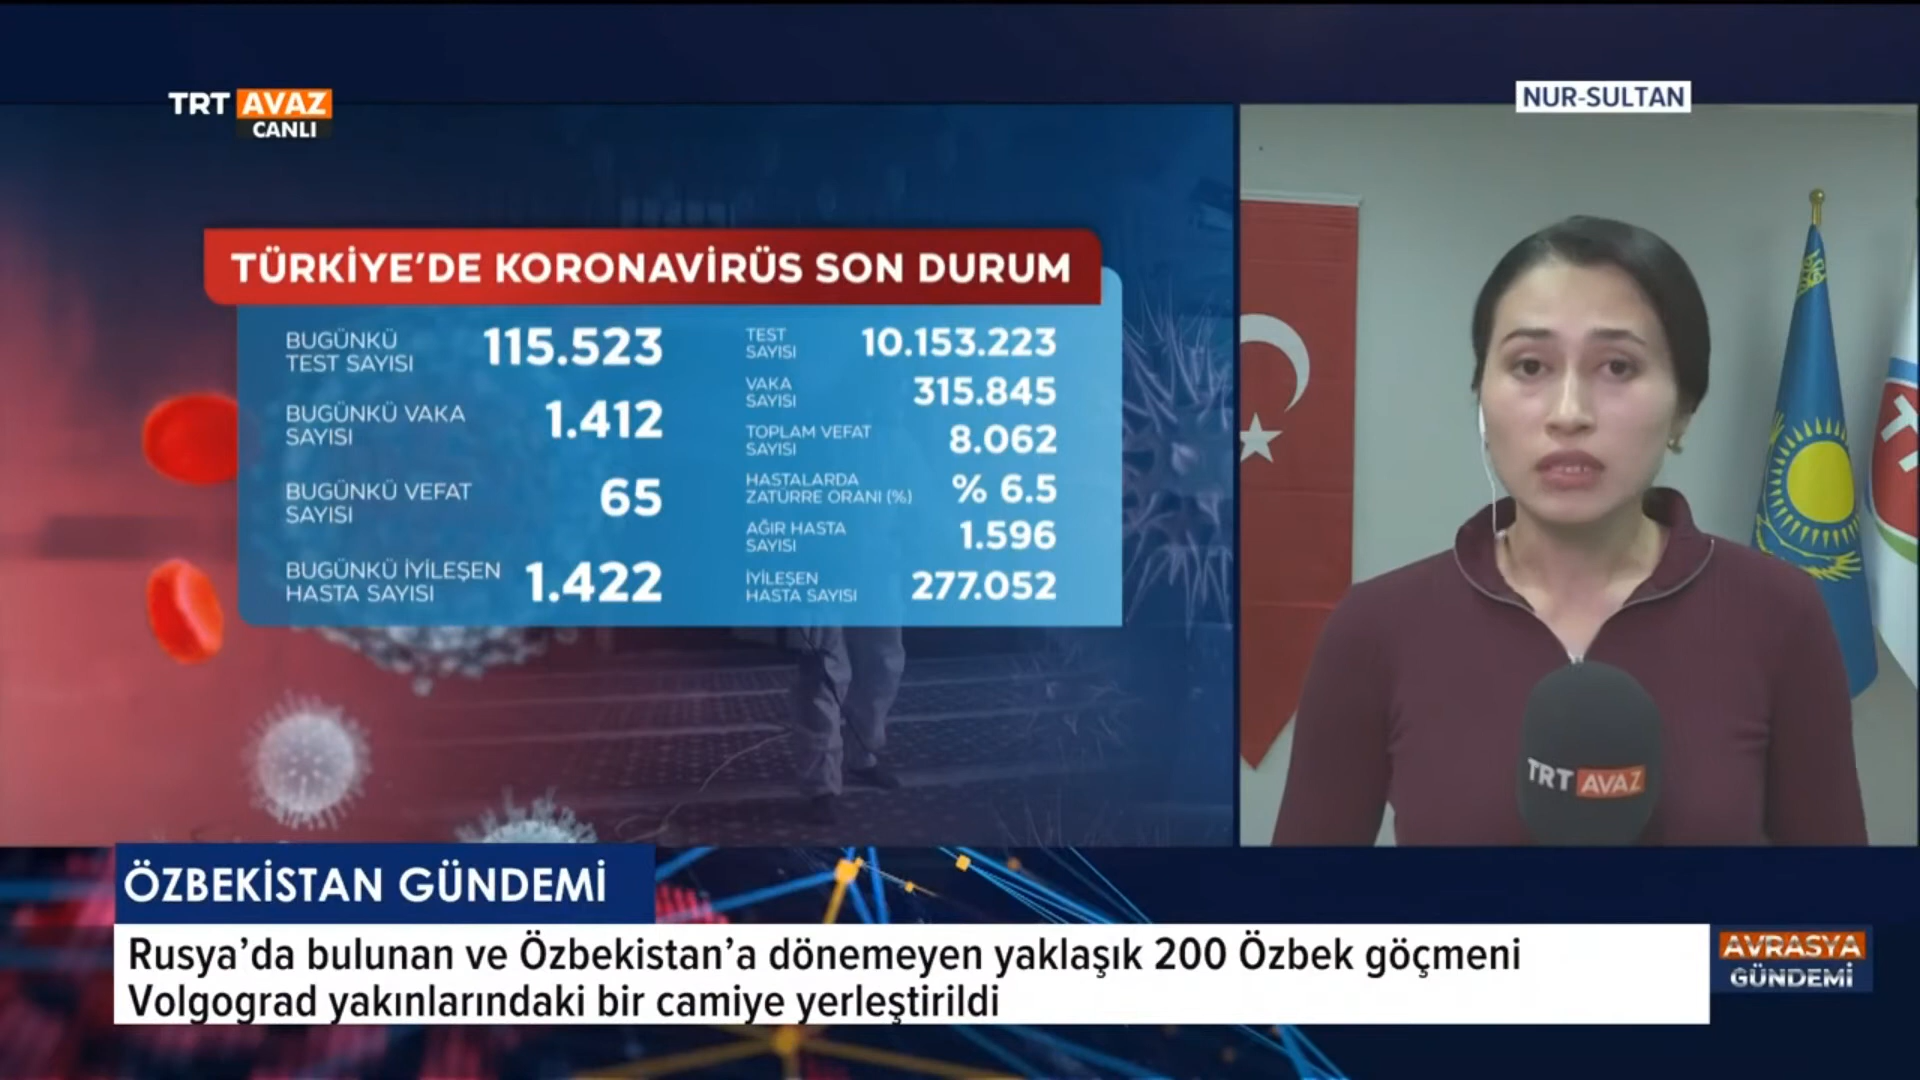 TRT AVAZ
CANLI
NUR-SULTAN
TÜRKİYE'DE KORONAVİRÜS SON DURUM
BUGÜNKÜ
TEST SAYISI
115.523
BUGÜNKÜ VAKA
SAYISI
1.412
BUGÜNKÜ VEFAT
SAYISI
65
BUGÜNKÜ İYİLEŞEN
HASTA SAYISI
1.422
TEST
SAYISI
10.153.223
VAKA
SAYISI
315.845
TOPLAM VEFAT
SAYISI
8.062
HASTALARDA
ZATÜRRE ORANI (%)
% 6.5
AĞIR HASTA
SAYISI
1.596
İYİLEŞEN
HASTA SAYISI
277.052
TRT AVAZ
ÖZBEKİSTAN GÜNDEMİ
Rusya'da bulunan ve Özbekistan'a dönemeyen yaklaşık 200 Özbek göçmeni
Volgograd yakınlarındaki bir camiye yerleştirildi
AVRASYA
GÜNDEMİ